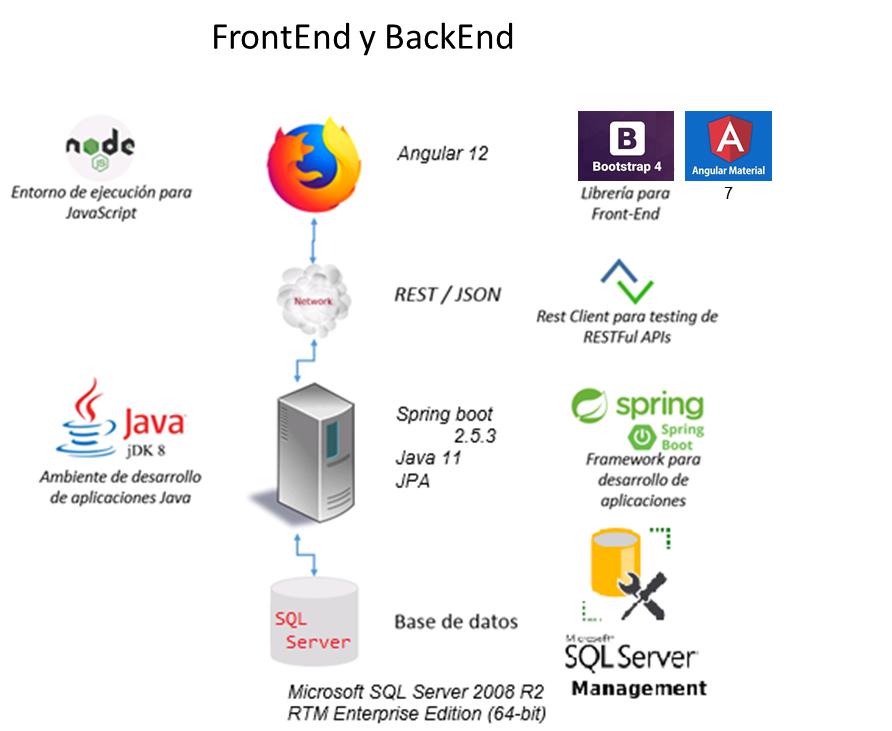 FrontEnd y BackEnd
node
JS
Entorno de ejecución para
JavaScript
Angular 12
B
Bootstrap 4
A
Angular Material
Librería para
Front-End
7
Network
REST / JSON
Rest Client para testing de
RESTFul APIs
Java
jDK 8
Ambiente de desarrollo
de aplicaciones Java
Spring boot
2.5.3
Java 11
JPA
spring
Spring
Boot
Framework para
desarrollo de
aplicaciones
SQL
Server
Base de datos
Microsoft SQL Server 2008 R2
RTM Enterprise Edition (64-bit)
Microsoft
SQL Server
Management